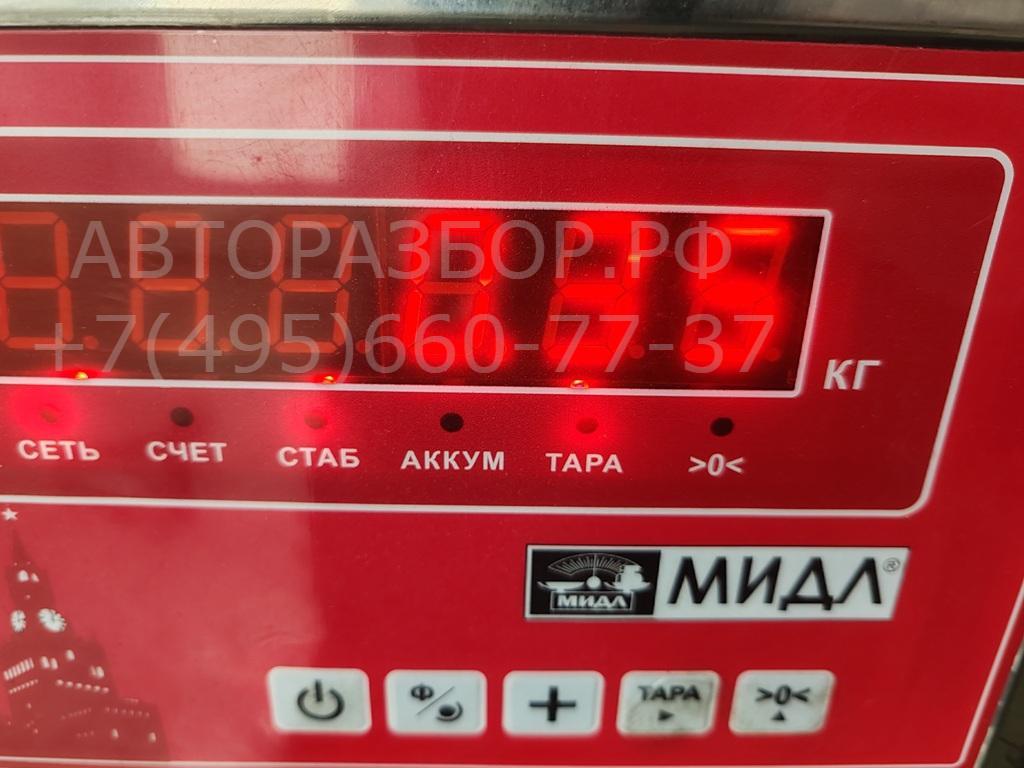 АВТОРАЗБОР.РФ
+7(495)660-77-37
КГ
СЕТЬ СЧЕТ СТАБ АККУМ ТАРА >0<
МИДЛ МИДЛ®
Ф + ТАРА >0<